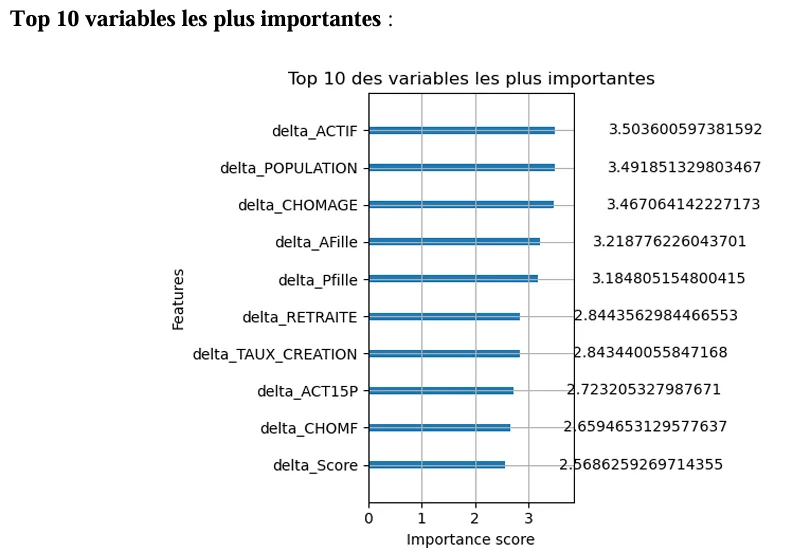 Top 10 variables les plus importantes :
Top 10 des variables les plus importantes
delta_ACTIF 3.503600597381592
delta_POPULATION 3.491851329803467
delta_CHOMAGE 3.467064142227173
delta_AFille 3.218776226043701
delta_Pfille 3.184805154800415
Features
delta_RETRAITE 2.8443562984466553
delta_TAUX_CREATION 2.843440055847168
delta_ACT15P 2.723205327987671
delta_CHOMF 2.6594653129577637
delta_Score 2.5686259269714355
0 1 2 3
Importance score